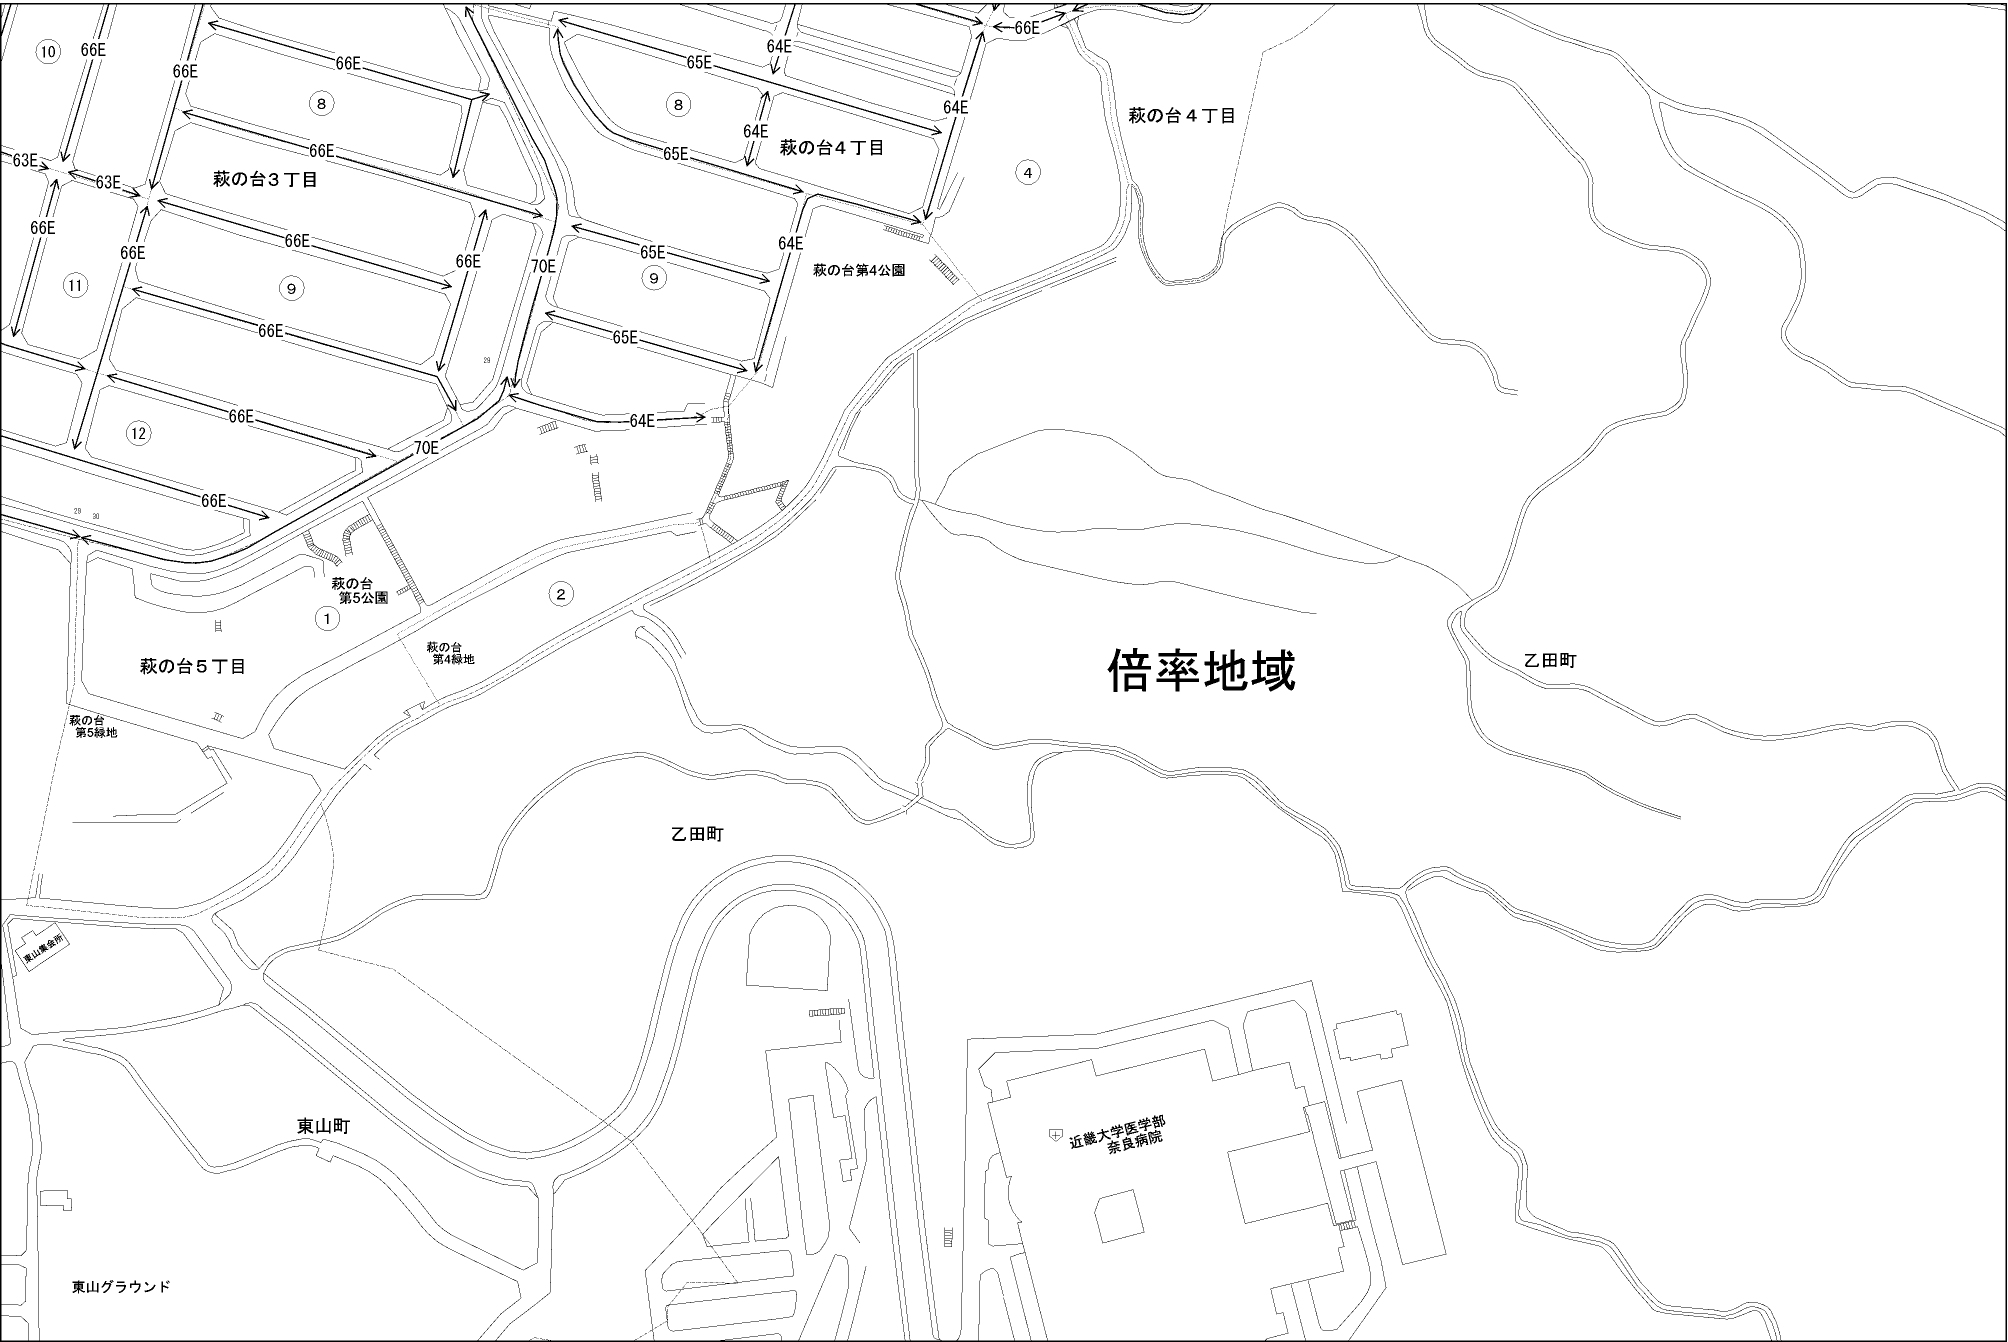 66E
64E
65E
66E
⑩
66E
66E
66E
⑧
⑧
64E
64E
萩の台4丁目
萩の台4丁目
66E
65E
63E
63E
萩の台3丁目
④
66E
66E
66E
66E
65E
64E
70E
萩の台第4公園
⑪
⑨
⑨
66E
65E
29
12
66E
64E
70E
66E
29
30
萩の台
第5公園
②
①
萩の台
第4緑地
萩の台5丁目
倍率地域
乙田町
萩の台
第5緑地
乙田町
東山集会所
東山町
近畿大学医学部
奈良病院
東山グラウンド